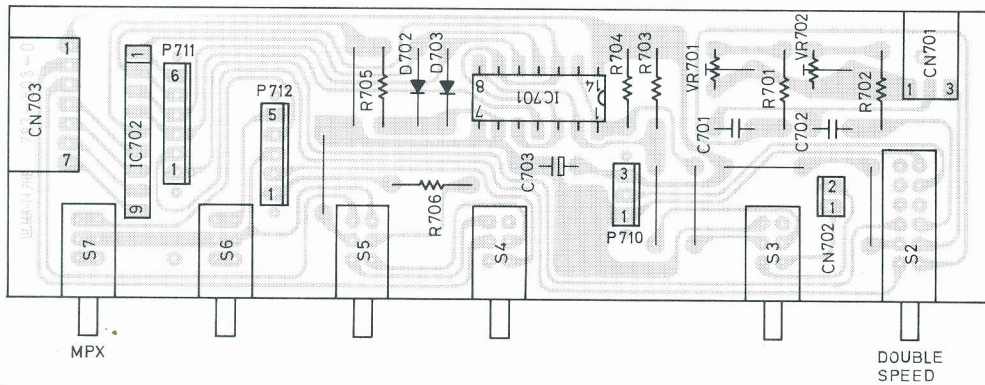 CN703
1
7
1
IC702
9
P711
6
1
P712
5
1
R705
D702
D703
8
14
IC701
7
1
R704
R703
VR701
R701
VR702
R702
CN701
1 3
C701
C702
C703
R706
3
1
P710
2
1
CN702
S7
S6
S5
S4
S3
S2
MPX
DOUBLE
SPEED